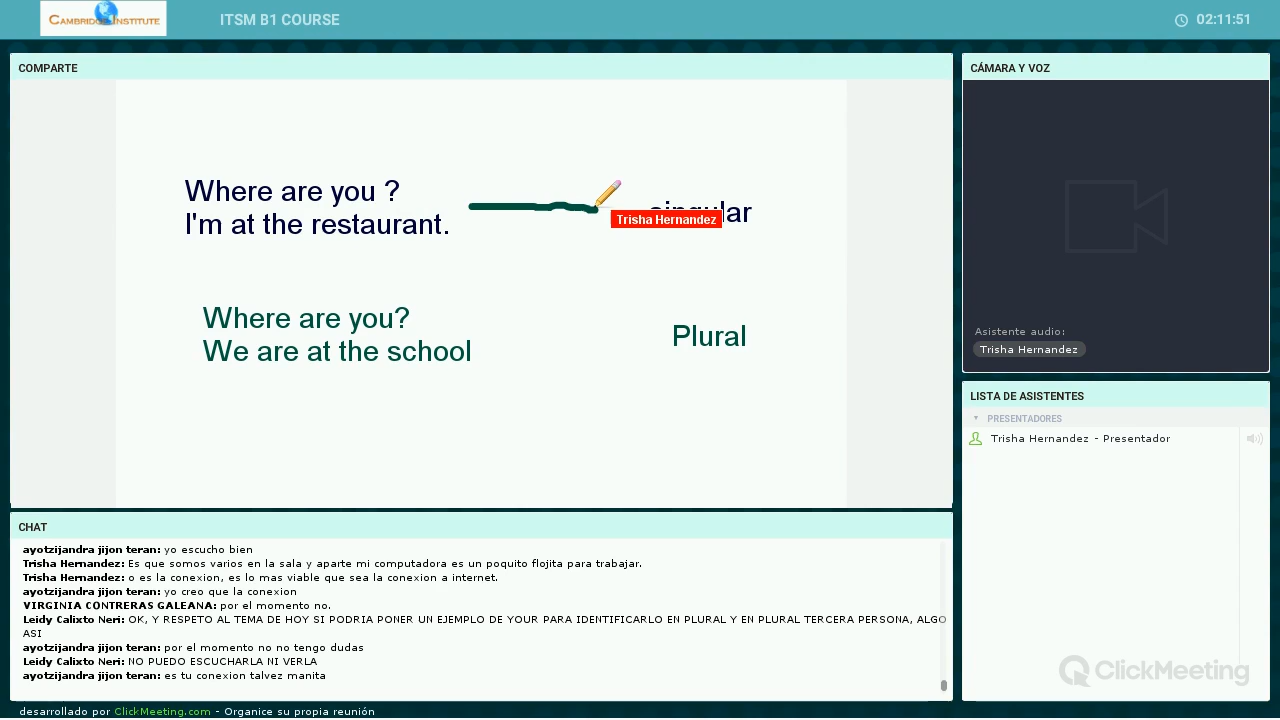 CAMBRIDGE INSTITUTE
ITSM B1 COURSE
02:11:51
COMPARTE
Where are you ?
I'm at the restaurant.
singular
Trisha Hernandez
Where are you?
We are at the school
Plural
CÁMARA Y VOZ
Asistente audio:
Trisha Hernandez
LISTA DE ASISTENTES
PRESENTADORES
Trisha Hernandez - Presentador
ClickMeeting
CHAT
ayotzijandra jijon teran: yo escucho bien
Trisha Hernandez: Es que somos varios en la sala y aparte mi computadora es un poquito flojita para trabajar.
Trisha Hernandez: o es la conexion, es lo mas viable que sea la conexion a internet.
ayotzijandra jijon teran: yo creo que la conexion
VIRGINIA CONTRERAS GALEANA: por el momento no.
Leidy Calixto Neri: OK, Y RESPETO AL TEMA DE HOY SI PODRIA PONER UN EJEMPLO DE YOUR PARA IDENTIFICARLO EN PLURAL Y EN PLURAL TERCERA PERSONA, ALGO
ASI
ayotzijandra jijon teran: por el momento no no tengo dudas
Leidy Calixto Neri: NO PUEDO ESCUCHARLA NI VERLA
ayotzijandra jijon teran: es tu conexion talvez manita
desarrollado por ClickMeeting.com - Organice su propia reunión